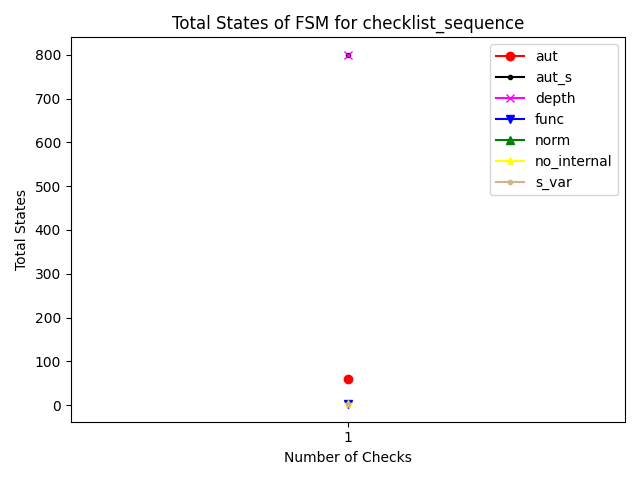 Total States of FSM for checklist_sequence
Total States
800
700
600
500
400
300
200
100
0
1
Number of Checks
aut
aut_s
depth
func
norm
no_internal
s_var